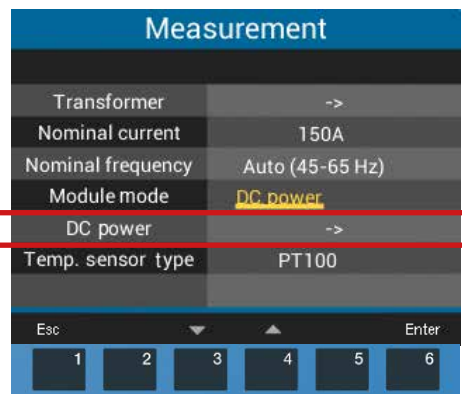 Measurement
Transformer ->
Nominal current 150A
Nominal frequency Auto (45-65 Hz)
Module mode DC power
DC power ->
Temp. sensor type PT100
Esc Enter
1 2 3 4 5 6